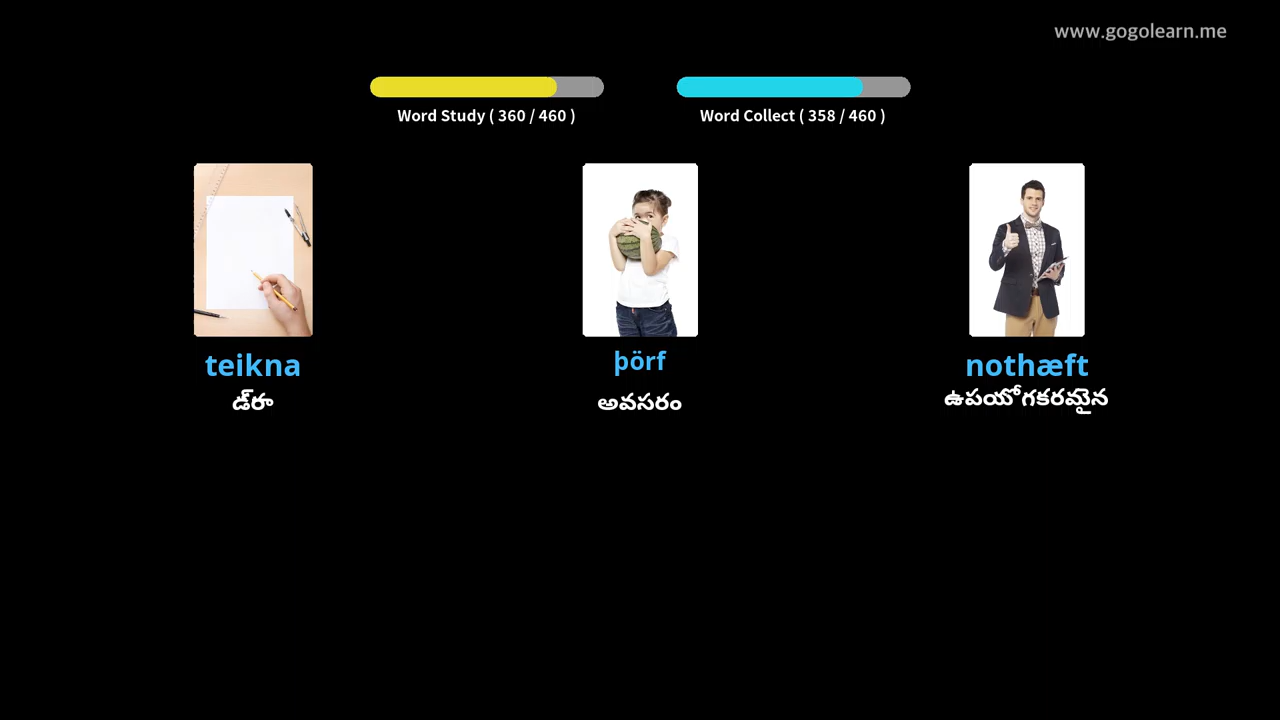 www.gogolearn.me
Word Study ( 360 / 460 )
Word Collect ( 358 / 460 )
teikna
డ్రా
þörf
అవసరం
nothæft
ఉపయోగకరమైన